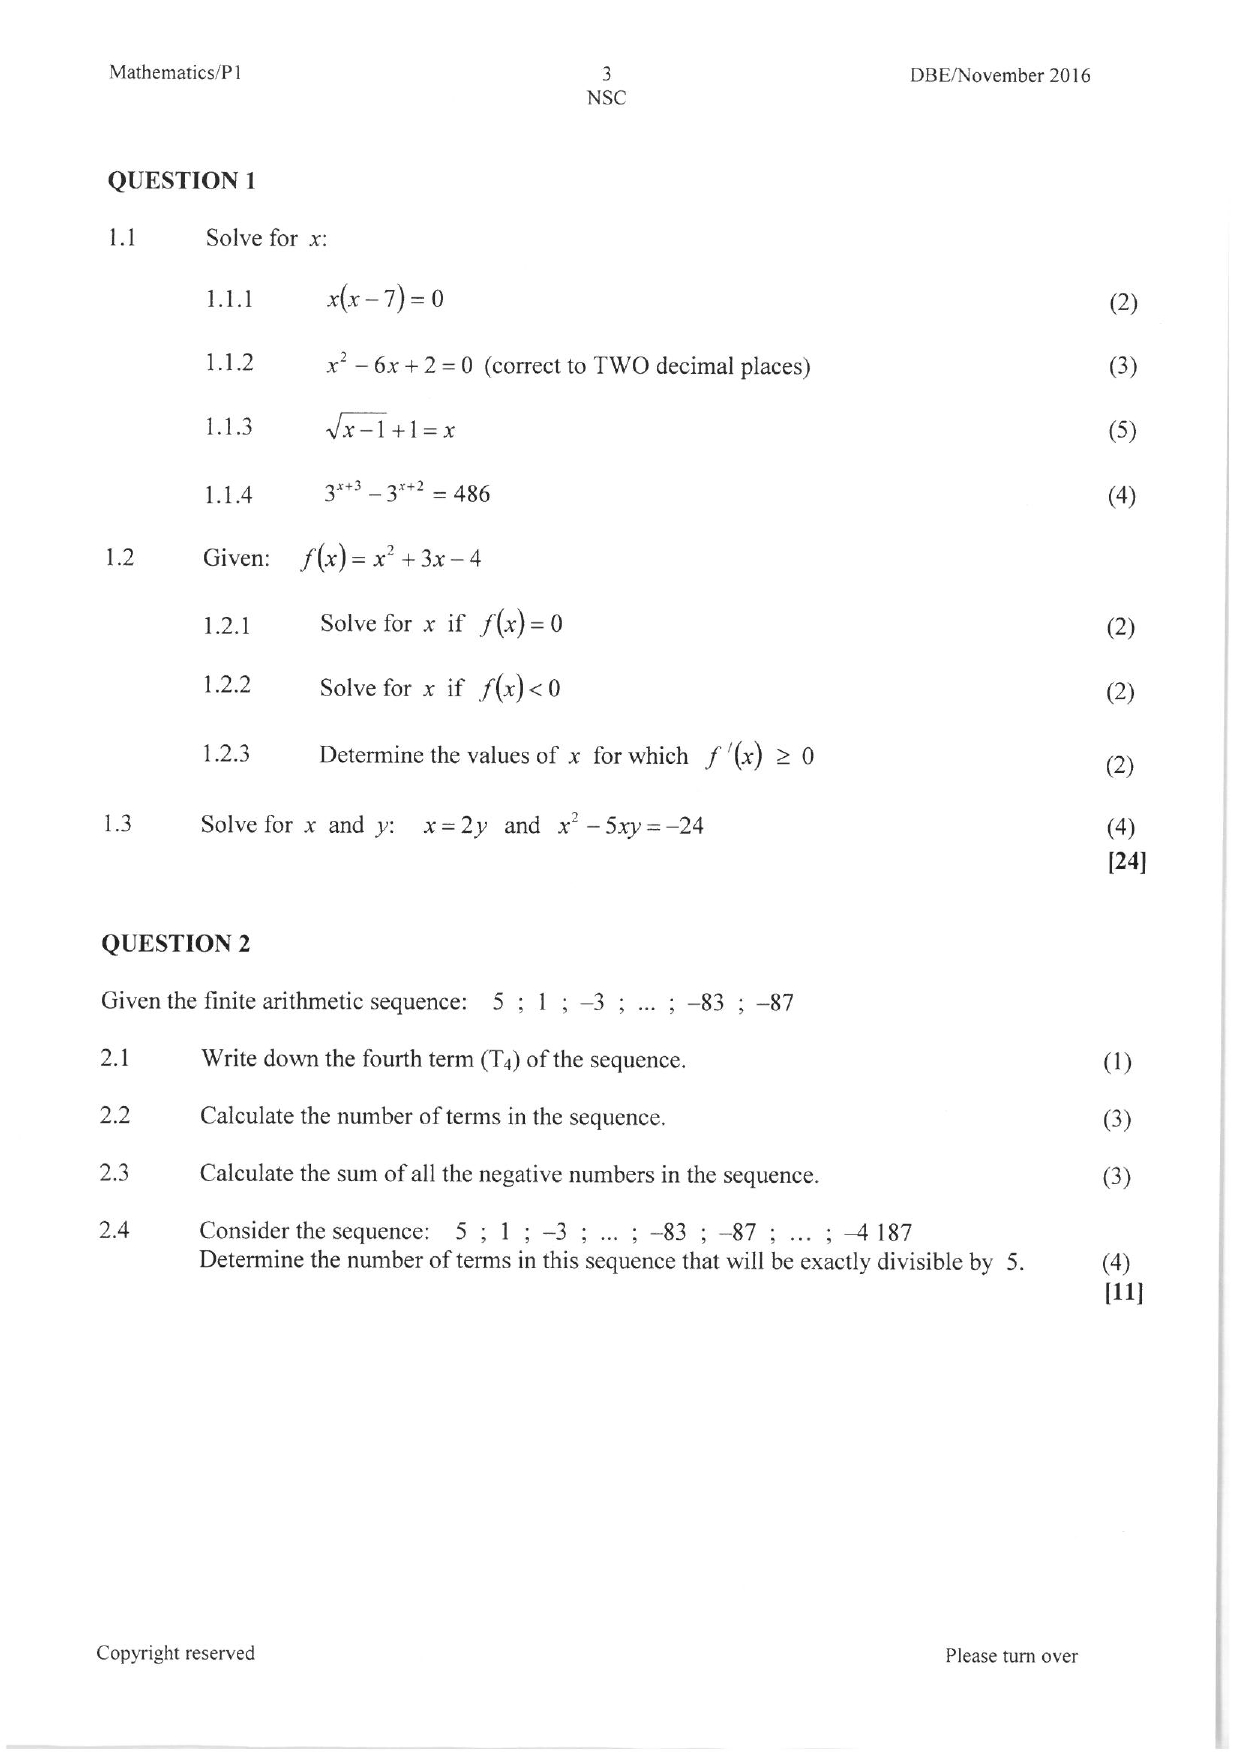 Mathematics/P1 3 DBE/November 2016
NSC
QUESTION 1
1.1 Solve for x:
1.1.1 x(x – 7) = 0 (2)
1.1.2 x² – 6x + 2 = 0 (correct to TWO decimal places) (3)
1.1.3 √(x – 1) + 1 = x (5)
1.1.4 3^(x+3) – 3^(x+2) = 486 (4)
1.2 Given: f(x) = x² + 3x – 4
1.2.1 Solve for x if f(x) = 0 (2)
1.2.2 Solve for x if f(x) < 0 (2)
1.2.3 Determine the values of x for which f ′(x) ≥ 0 (2)
1.3 Solve for x and y: x = 2y and x² – 5xy = –24 (4)
[24]
QUESTION 2
Given the finite arithmetic sequence: 5 ; 1 ; –3 ; ... ; –83 ; –87
2.1 Write down the fourth term (T₄) of the sequence. (1)
2.2 Calculate the number of terms in the sequence. (3)
2.3 Calculate the sum of all the negative numbers in the sequence. (3)
2.4 Consider the sequence: 5 ; 1 ; –3 ; ... ; –83 ; –87 ; ... ; –4 187
Determine the number of terms in this sequence that will be exactly divisible by 5. (4)
[11]
Copyright reserved Please turn over